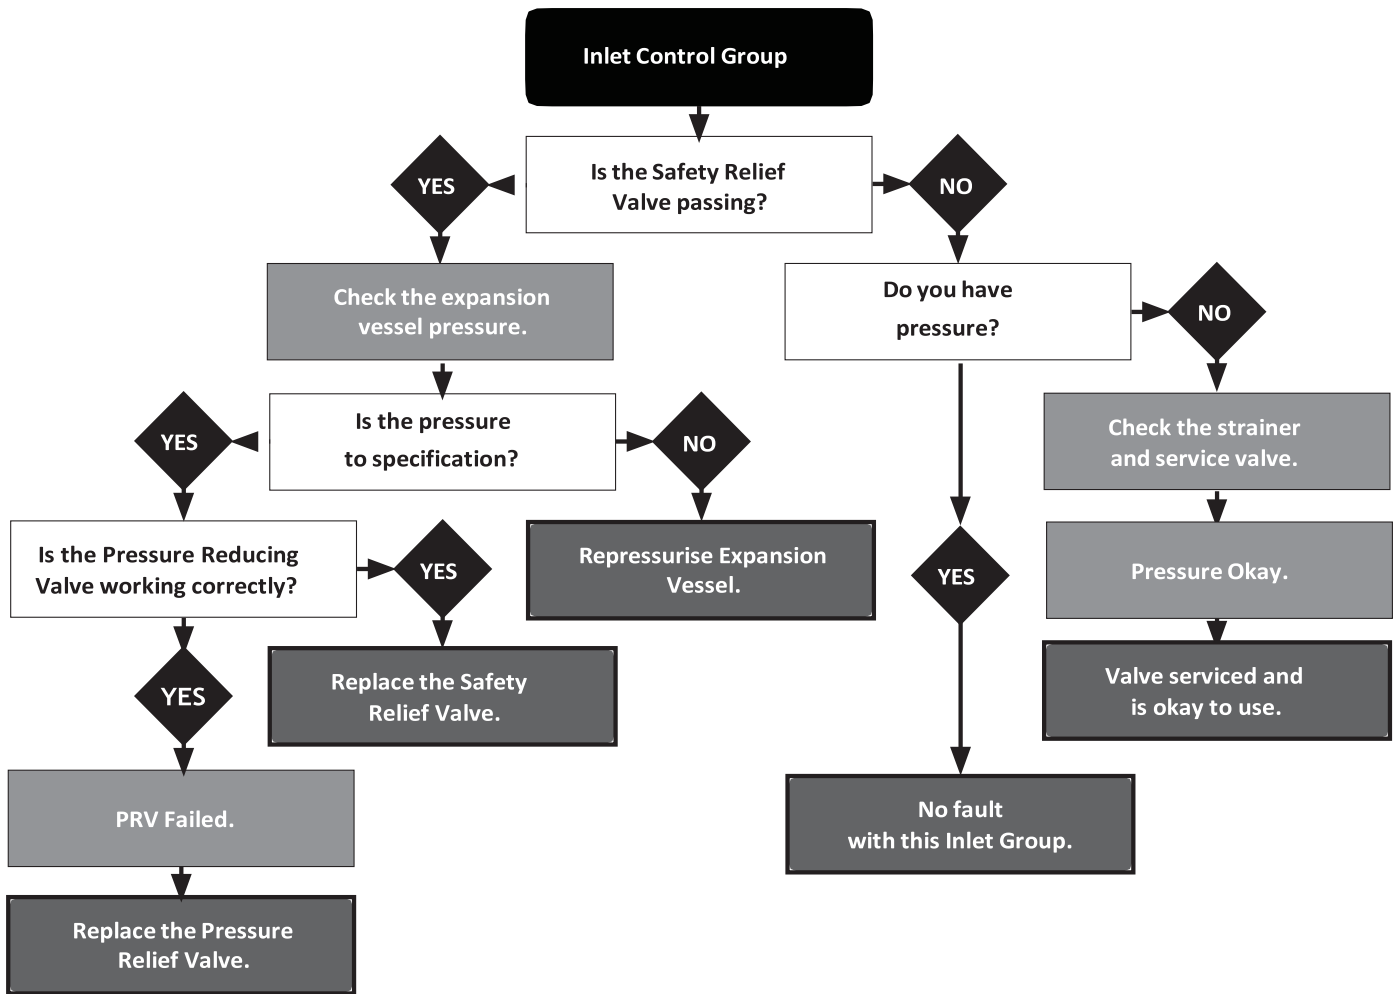 Inlet Control Group
Is the Safety Relief
Valve passing?
YES
NO
Check the expansion
vessel pressure.
Do you have
pressure?
NO
Is the pressure
to specification?
YES
NO
Check the strainer
and service valve.
Is the Pressure Reducing
Valve working correctly?
YES
Repressurise Expansion
Vessel.
YES
Pressure Okay.
YES
Replace the Safety
Relief Valve.
Valve serviced and
is okay to use.
PRV Failed.
No fault
with this Inlet Group.
Replace the Pressure
Relief Valve.